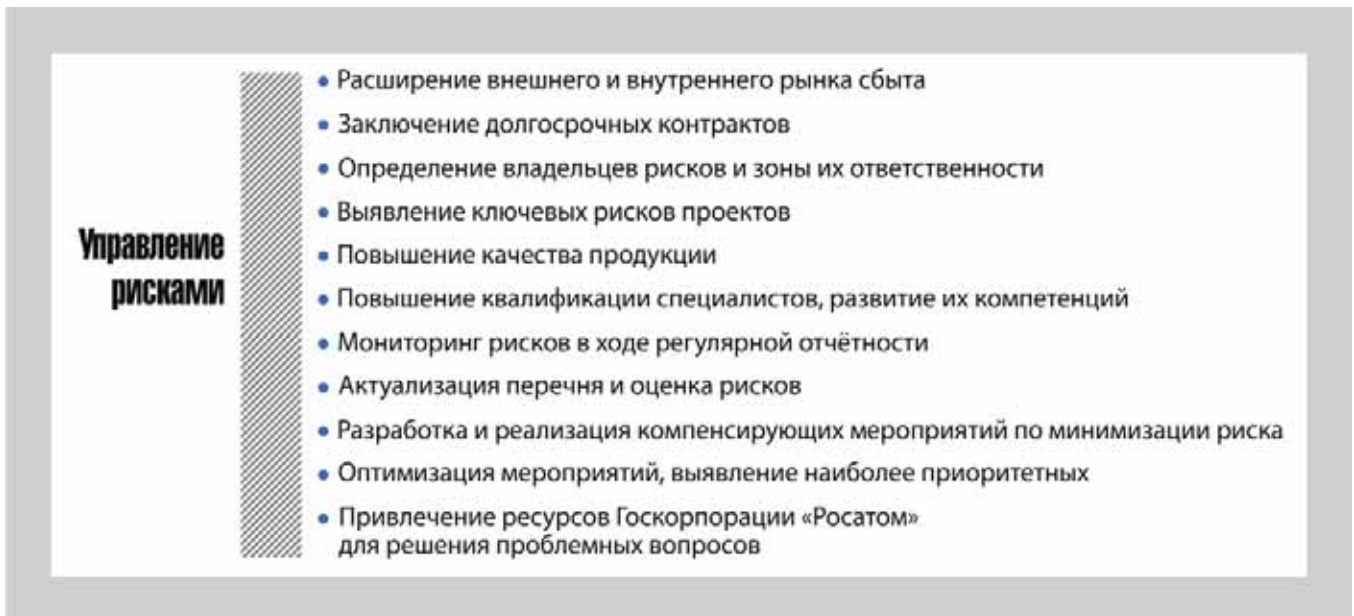 Управление
рисками
• Расширение внешнего и внутреннего рынка сбыта
• Заключение долгосрочных контрактов
• Определение владельцев рисков и зоны их ответственности
• Выявление ключевых рисков проектов
• Повышение качества продукции
• Повышение квалификации специалистов, развитие их компетенций
• Мониторинг рисков в ходе регулярной отчётности
• Актуализация перечня и оценка рисков
• Разработка и реализация компенсирующих мероприятий по минимизации риска
• Оптимизация мероприятий, выявление наиболее приоритетных
• Привлечение ресурсов Госкорпорации «Росатом»
для решения проблемных вопросов